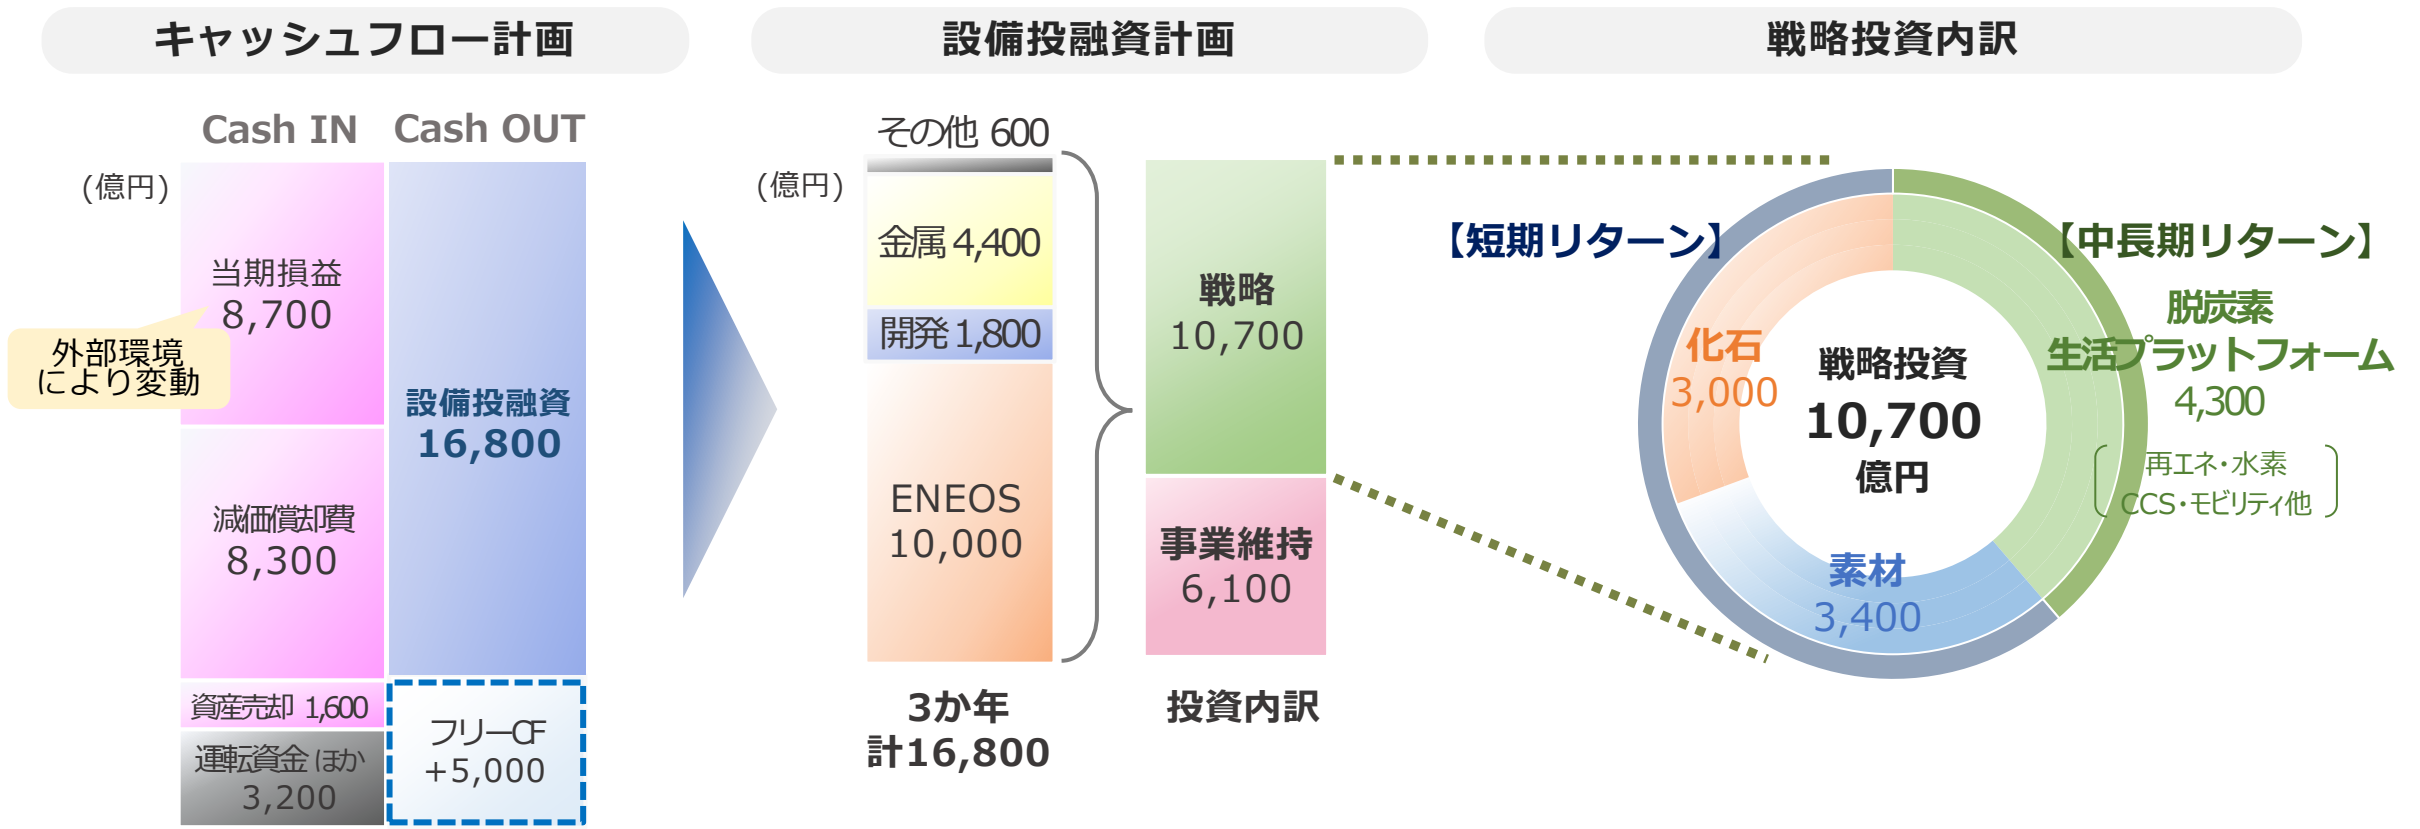 キャッシュフロー計画
Cash IN
Cash OUT
(億円)
当期損益
8,700
外部環境
により変動
減価償却費
8,300
資産売却 1,600
運転資金 ほか
3,200
設備投融資
16,800
フリーCF
+5,000
設備投融資計画
(億円)
その他 600
金属 4,400
開発 1,800
ENEOS
10,000
3か年
計16,800
戦略
10,700
事業維持
6,100
投資内訳
戦略投資内訳
【短期リターン】
【中長期リターン】
化石
3,000
素材
3,400
戦略投資
10,700
億円
脱炭素
生活プラットフォーム
4,300
再エネ・水素
CCS・モビリティ他